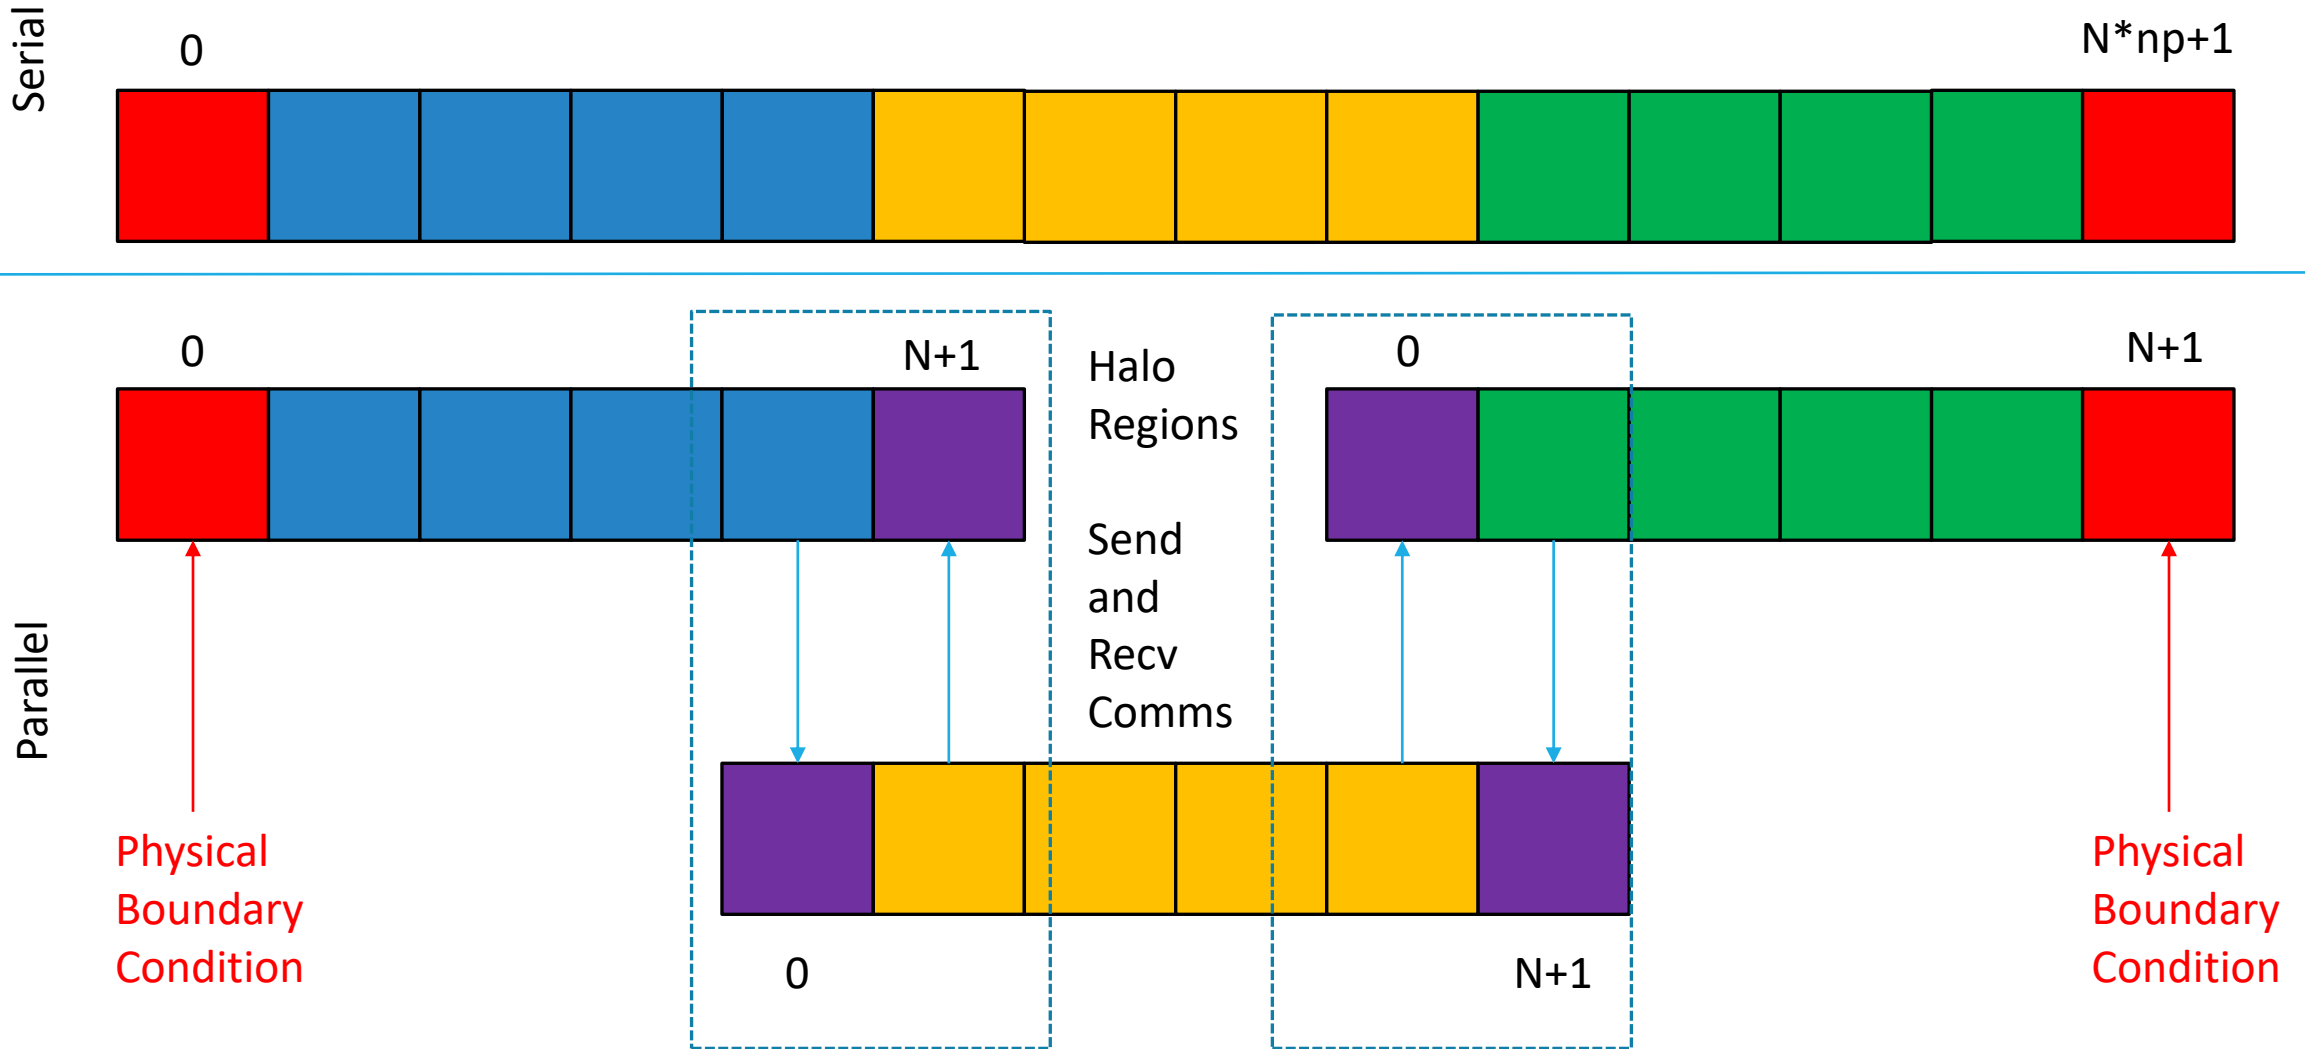 Serial
0
N*np+1
Parallel
0
N+1
Halo
Regions
0
N+1
Send
and
Recv
Comms
Physical
Boundary
Condition
0
N+1
Physical
Boundary
Condition